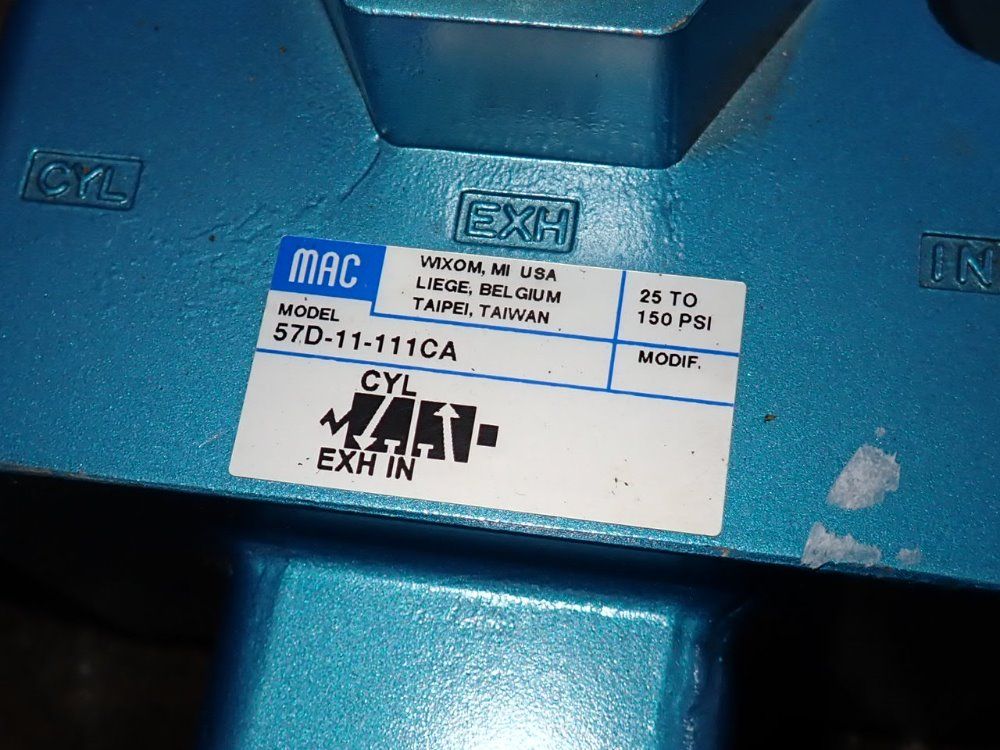 CYL
EXH
IN
MAC
WIXOM, MI USA
LIEGE, BELGIUM
TAIPEI, TAIWAN
25 TO
150 PSI
MODEL
57D-11-111CA
MODIF.
CYL
EXH IN